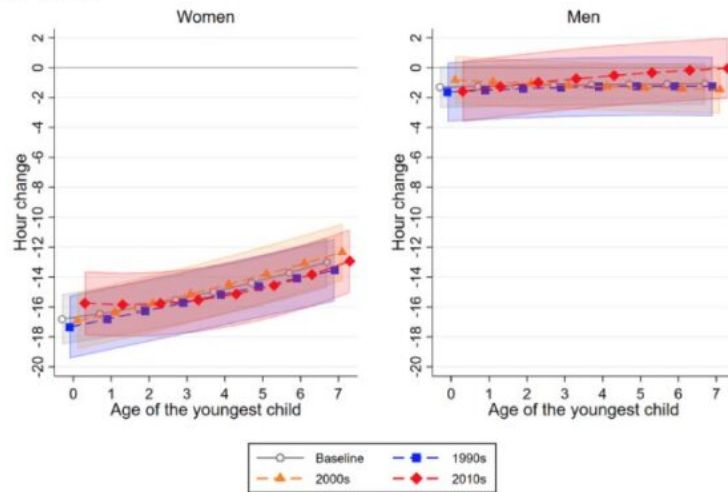 Women
Men
Hour change
2
0
-2
-4
-6
-8
-10
-12
-14
-16
-18
-20
0 1 2 3 4 5 6 7
Age of the youngest child
Hour change
2
0
-2
-4
-6
-8
-10
-12
-14
-16
-18
-20
0 1 2 3 4 5 6 7
Age of the youngest child
Baseline
1990s
2000s
2010s